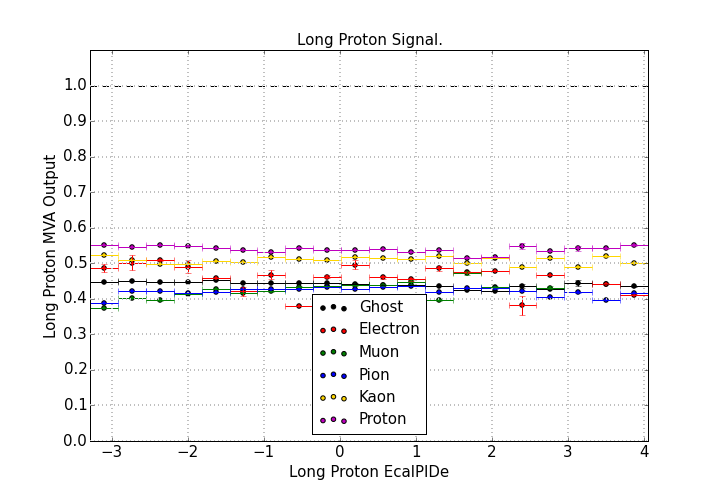 Long Proton Signal.
1.0
0.9
0.8
0.7
0.6
0.5
0.4
0.3
0.2
0.1
0.0
Long Proton MVA Output
Ghost
Electron
Muon
Pion
Kaon
Proton
−3 −2 −1 0 1 2 3 4
Long Proton EcalPIDe